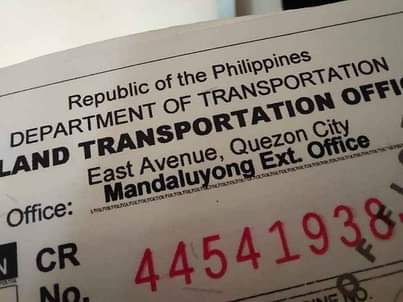 Republic of the Philippines
DEPARTMENT OF TRANSPORTATION
LAND TRANSPORTATION OFFI
East Avenue, Quezon City
Office: Mandaluyong Ext. Office
CR 44541938
No.